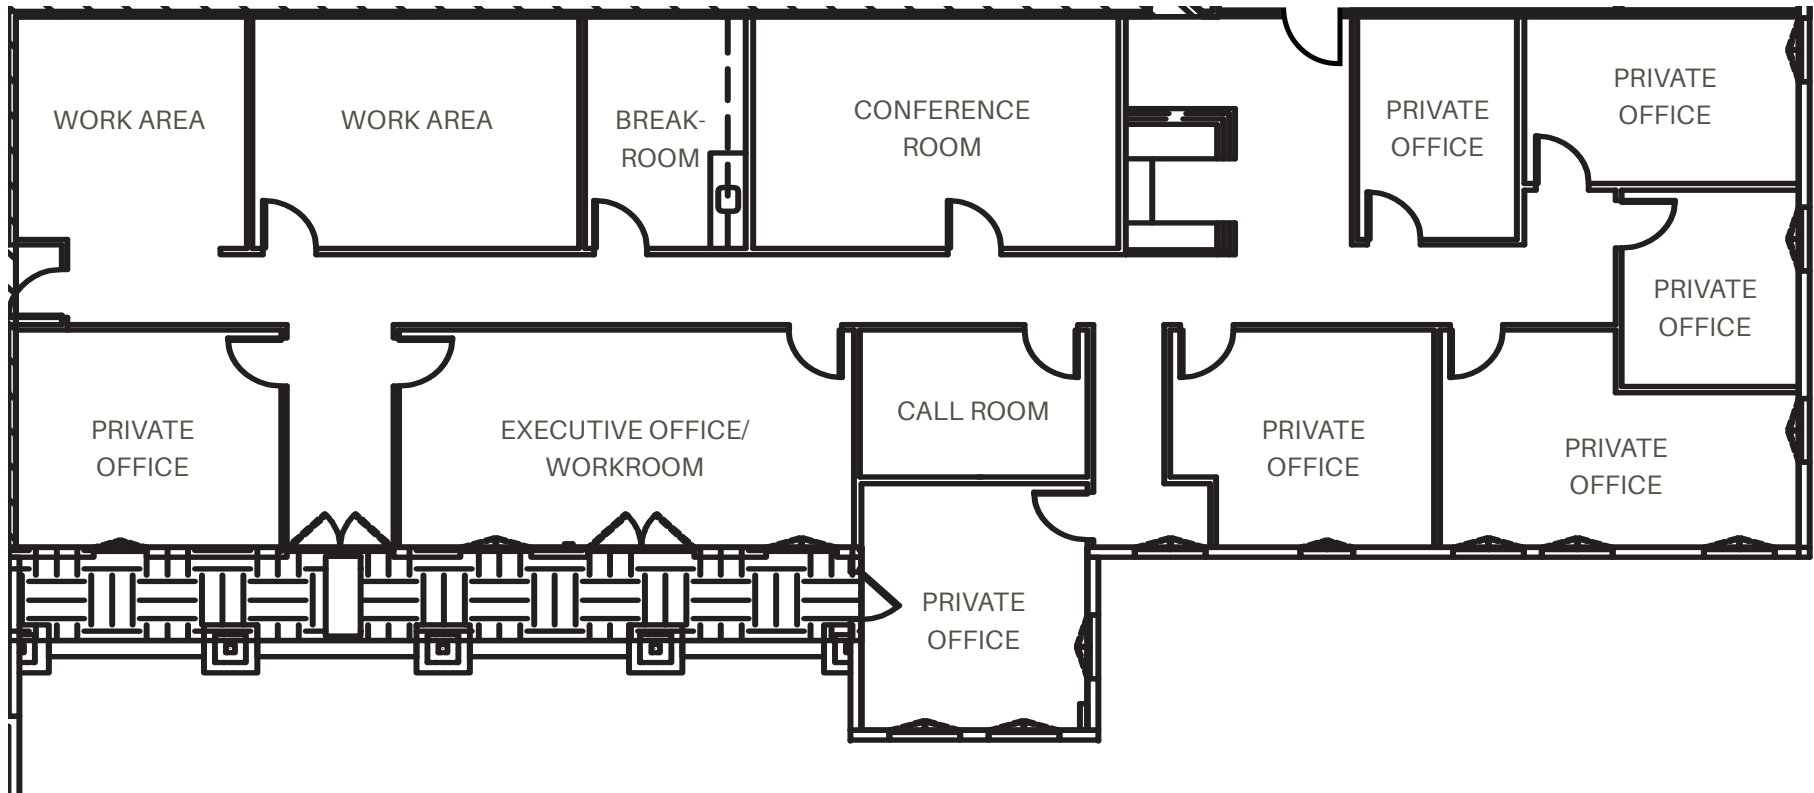 WORK AREA
WORK AREA
BREAK-
ROOM
CONFERENCE
ROOM
PRIVATE
OFFICE
PRIVATE
OFFICE
PRIVATE
OFFICE
PRIVATE
OFFICE
EXECUTIVE OFFICE/
WORKROOM
CALL ROOM
PRIVATE
OFFICE
PRIVATE
OFFICE
PRIVATE
OFFICE